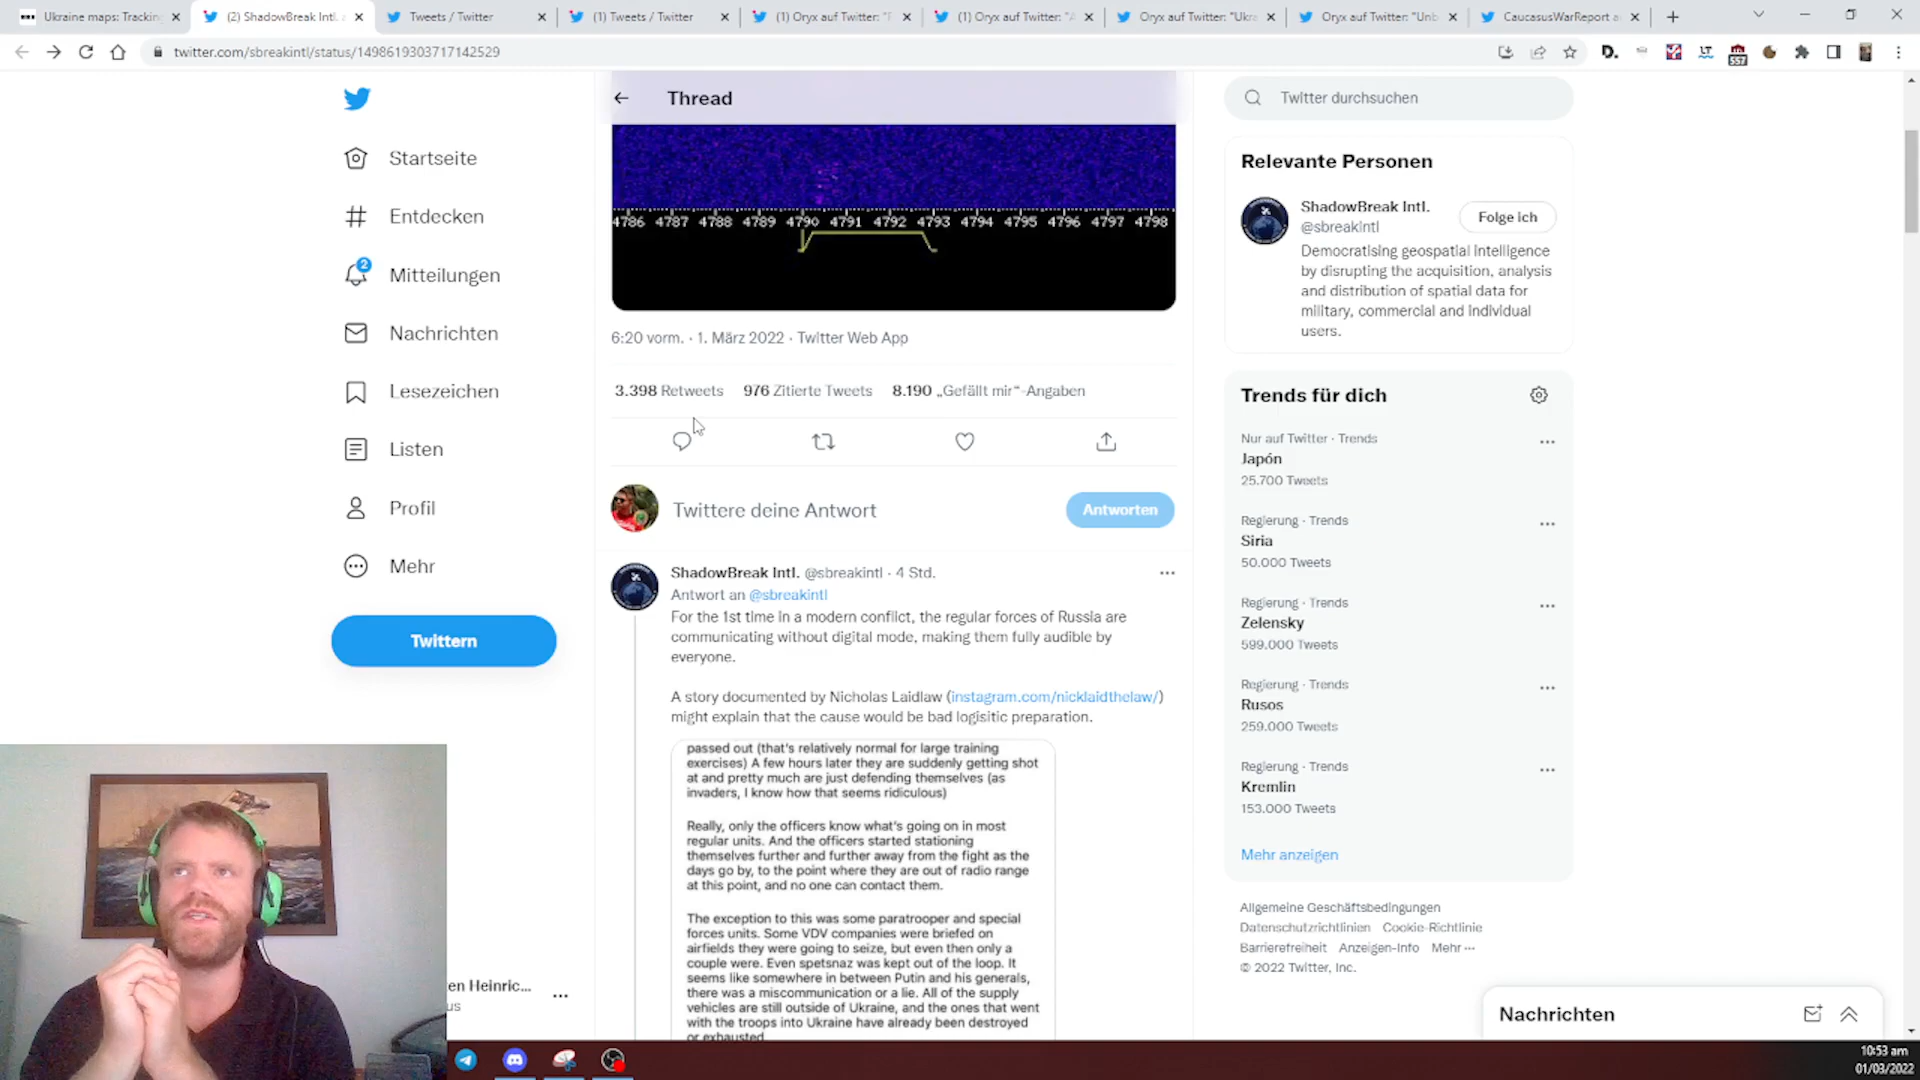 Ukraine maps: Tracking
(2) ShadowBreak Intl.
Tweets / Twitter
(1) Tweets / Twitter
(1) Oryx auf Twitter:
(1) Oryx auf Twitter:
Oryx auf Twitter: "Ukra
Oryx auf Twitter: "Unb
CaucasusWarReport
twitter.com/sbreakintl/status/1498619303717142529
557
Thread
Twitter durchsuchen
Startseite
Entdecken
2
Mitteilungen
Nachrichten
Lesezeichen
Listen
Profil
Mehr
Twittern
4786 4787 4788 4789 4790 4791 4792 4793 4794 4795 4796 4797 4798
6:20 vorm. · 1. März 2022 · Twitter Web App
3.398 Retweets 976 Zitierte Tweets 8.190 „Gefällt mir“-Angaben
Twittere deine Antwort
Antworten
ShadowBreak Intl. @sbreakintl · 4 Std.
Antwort an @sbreakintl
For the 1st time in a modern conflict, the regular forces of Russia are
communicating without digital mode, making them fully audible by
everyone.
A story documented by Nicholas Laidlaw (instagram.com/nicklaidthelaw/)
might explain that the cause would be bad logisitic preparation.
passed out (that's relatively normal for large training
exercises) A few hours later they are suddenly getting shot
at and pretty much are just defending themselves (as
invaders, I know how that seems ridiculous)
Really, only the officers know what's going on in most
regular units. And the officers started stationing
themselves further and further away from the fight as the
days go by, to the point where they are out of radio range
at this point, and no one can contact them.
The exception to this was some paratrooper and special
forces units. Some VDV companies were briefed on
airfields they were going to seize, but even then only a
couple were. Even spetsnaz was kept out of the loop. It
seems like somewhere in between Putin and his generals,
there was a miscommunication or a lie. All of the supply
vehicles are still outside of Ukraine, and the ones that went
with the troops into Ukraine have already been destroyed
or exhausted
Relevante Personen
ShadowBreak Intl.
@sbreakintl
Folge ich
Democratising geospatial intelligence
by disrupting the acquisition, analysis
and distribution of spatial data for
military, commercial and individual
users.
Trends für dich
Nur auf Twitter · Trends
Japón
25.700 Tweets
Regierung · Trends
Siria
50.000 Tweets
Regierung · Trends
Zelensky
599.000 Tweets
Regierung · Trends
Rusos
259.000 Tweets
Regierung · Trends
Kremlin
153.000 Tweets
Mehr anzeigen
Allgemeine Geschäftsbedingungen
Datenschutzrichtlinien Cookie-Richtlinie
Barrierefreiheit Anzeigen-Info Mehr ···
© 2022 Twitter, Inc.
Nachrichten
en Heinric...
us
10:53 am
01/03/2022